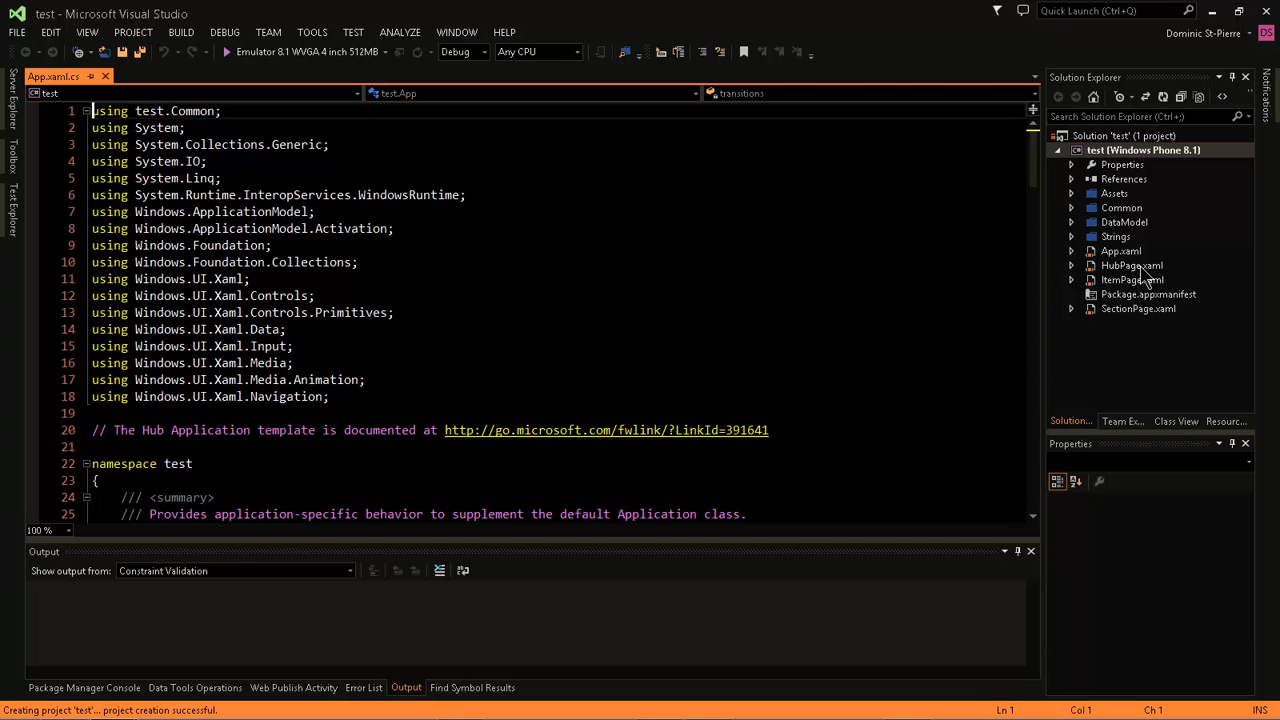 test - Microsoft Visual Studio
Quick Launch (Ctrl+Q)
FILE EDIT VIEW PROJECT BUILD DEBUG TEAM TOOLS TEST ANALYZE WINDOW HELP
Dominic St-Pierre DS
Emulator 8.1 WVGA 4 inch 512MB Debug Any CPU
Server Explorer
Toolbox
Test Explorer
App.xaml.cs
test test.App transitions
1 using test.Common;
2 using System;
3 using System.Collections.Generic;
4 using System.IO;
5 using System.Linq;
6 using System.Runtime.InteropServices.WindowsRuntime;
7 using Windows.ApplicationModel;
8 using Windows.ApplicationModel.Activation;
9 using Windows.Foundation;
10 using Windows.Foundation.Collections;
11 using Windows.UI.Xaml;
12 using Windows.UI.Xaml.Controls;
13 using Windows.UI.Xaml.Controls.Primitives;
14 using Windows.UI.Xaml.Data;
15 using Windows.UI.Xaml.Input;
16 using Windows.UI.Xaml.Media;
17 using Windows.UI.Xaml.Media.Animation;
18 using Windows.UI.Xaml.Navigation;
19
20 // The Hub Application template is documented at http://go.microsoft.com/fwlink/?LinkId=391641
21
22 namespace test
23 {
24 /// <summary>
25 /// Provides application-specific behavior to supplement the default Application class.
100 %
Output
Show output from: Constraint Validation
Package Manager Console Data Tools Operations Web Publish Activity Error List Output Find Symbol Results
Solution Explorer
Search Solution Explorer (Ctrl+;)
Solution 'test' (1 project)
test (Windows Phone 8.1)
Properties
References
Assets
Common
DataModel
Strings
App.xaml
HubPage.xaml
ItemPage.xaml
Package.appxmanifest
SectionPage.xaml
Solution... Team Ex... Class View Resourc...
Properties
Notifications
Creating project 'test'... project creation successful. Ln 1 Col 1 Ch 1 INS